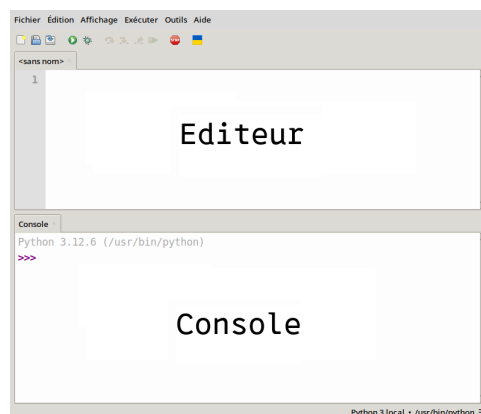 Fichier Édition Affichage Exécuter Outils Aide
STOP
<sans nom>
1
Editeur
Console
Python 3.12.6 (/usr/bin/python)
>>>
Console
Python 3 local • /usr/bin/python